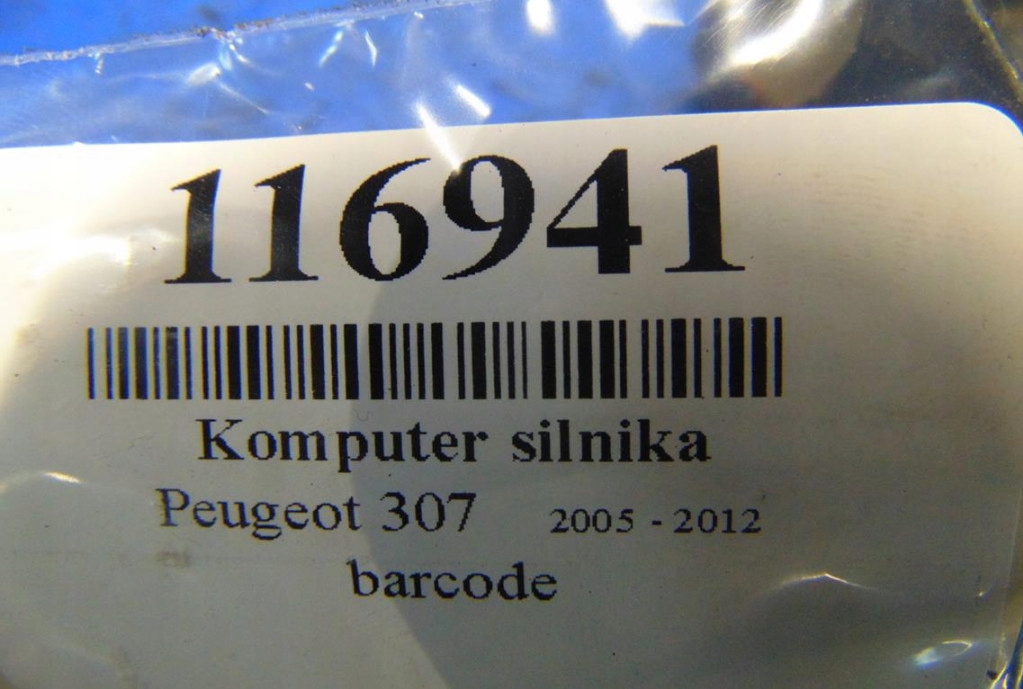 116941
Komputer silnika
Peugeot 307 2005 - 2012
barcode